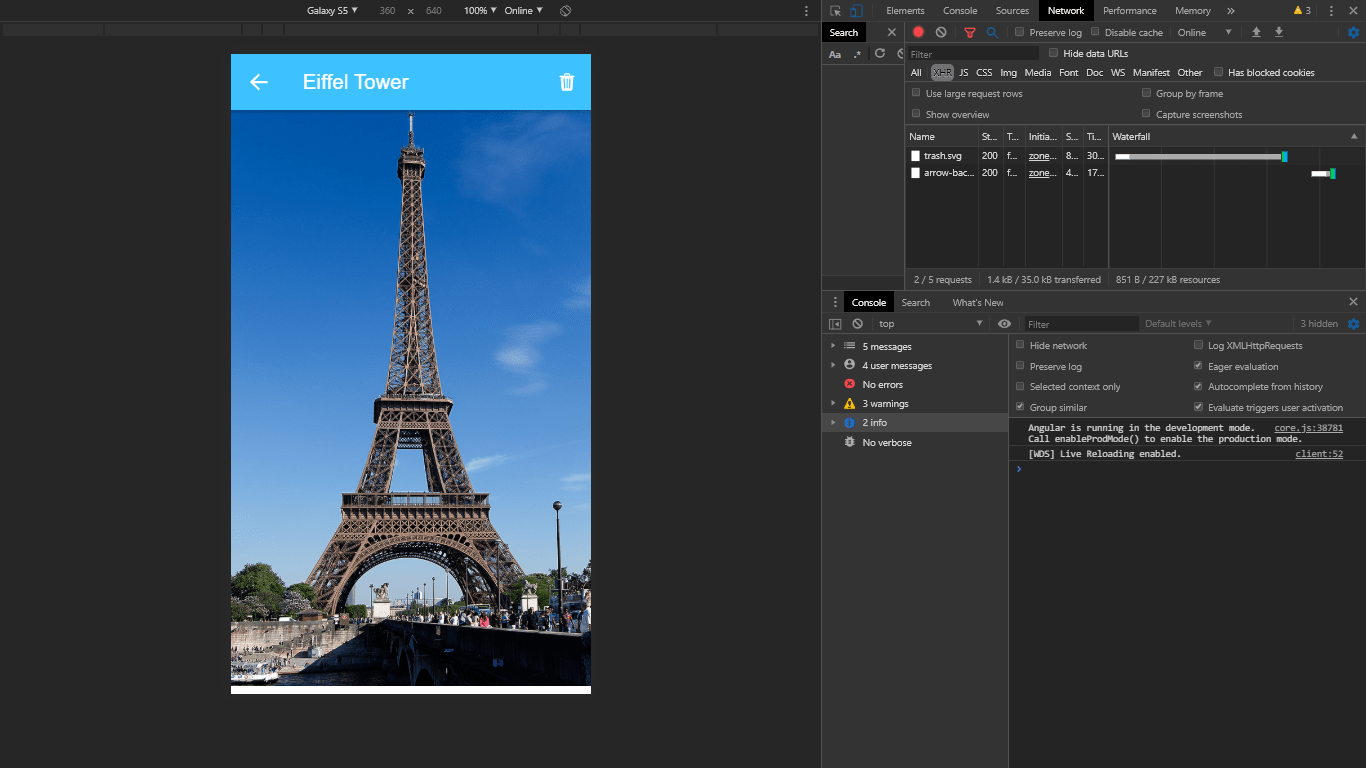 Galaxy S5 ▼ 360 × 640 100% ▼ Online ▼
Eiffel Tower
Elements Console Sources Network Performance Memory » 3
Search
Aa .*
Preserve log Disable cache Online ▼
Filter Hide data URLs
All XHR JS CSS Img Media Font Doc WS Manifest Other Has blocked cookies
Use large request rows Group by frame
Show overview Capture screenshots
Name St... T... Initia... S... Ti... Waterfall
trash.svg 200 f... zone... 8... 30...
arrow-bac... 200 f... zone... 4... 17...
2 / 5 requests 1.4 kB / 35.0 kB transferred 851 B / 227 kB resources
Console Search What's New
top ▼ Filter Default levels ▼ 3 hidden
5 messages
4 user messages
No errors
3 warnings
2 info
No verbose
Hide network Log XMLHttpRequests
Preserve log Eager evaluation
Selected context only Autocomplete from history
Group similar Evaluate triggers user activation
Angular is running in the development mode. core.js:38781
Call enableProdMode() to enable the production mode.
[WDS] Live Reloading enabled. client:52